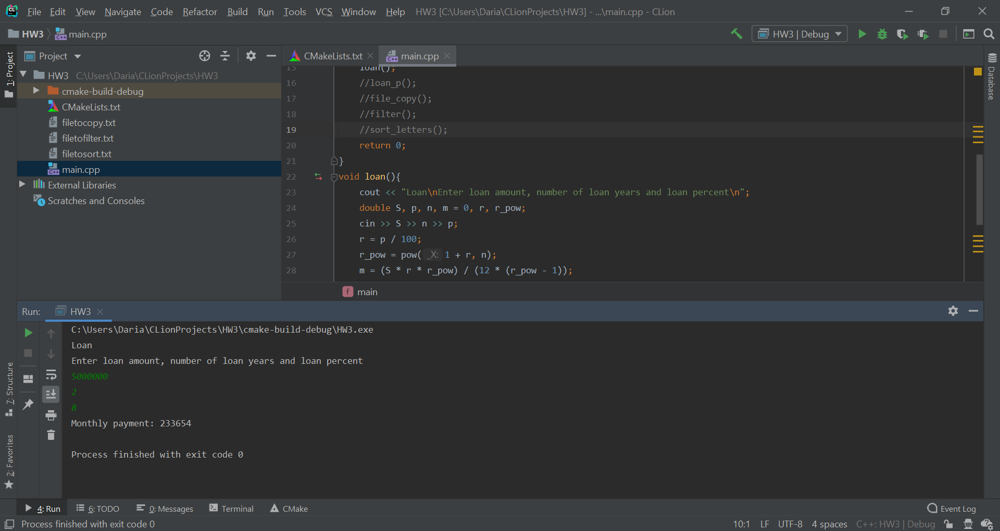 CL File Edit View Navigate Code Refactor Build Run Tools VCS Window Help HW3 [C:\Users\Daria\CLionProjects\HW3] - ...\main.cpp - CLion
HW3 main.cpp HW3 | Debug
1: Project
Project
HW3 C:\Users\Daria\CLionProjects\HW3
cmake-build-debug
CMakeLists.txt
filetocopy.txt
filetofilter.txt
filetosort.txt
main.cpp
External Libraries
Scratches and Consoles
CMakeLists.txt main.cpp
15 loan();
16 //loan_p();
17 //file_copy();
18 //filter();
19 //sort_letters();
20 return 0;
21 }
22 void loan(){
23 cout << "Loan\nEnter loan amount, number of loan years and loan percent\n";
24 double S, p, n, m = 0, r, r_pow;
25 cin >> S >> n >> p;
26 r = p / 100;
27 r_pow = pow( _X: 1 + r, n);
28 m = (S * r * r_pow) / (12 * (r_pow - 1));
f main
Database
Run: HW3
C:\Users\Daria\CLionProjects\HW3\cmake-build-debug\HW3.exe
Loan
Enter loan amount, number of loan years and loan percent
5000000
2
8
Monthly payment: 233654
Process finished with exit code 0
7: Structure
2: Favorites
4: Run 6: TODO 0: Messages Terminal CMake Event Log
Process finished with exit code 0 10:1 LF UTF-8 4 spaces C++: HW3 | Debug